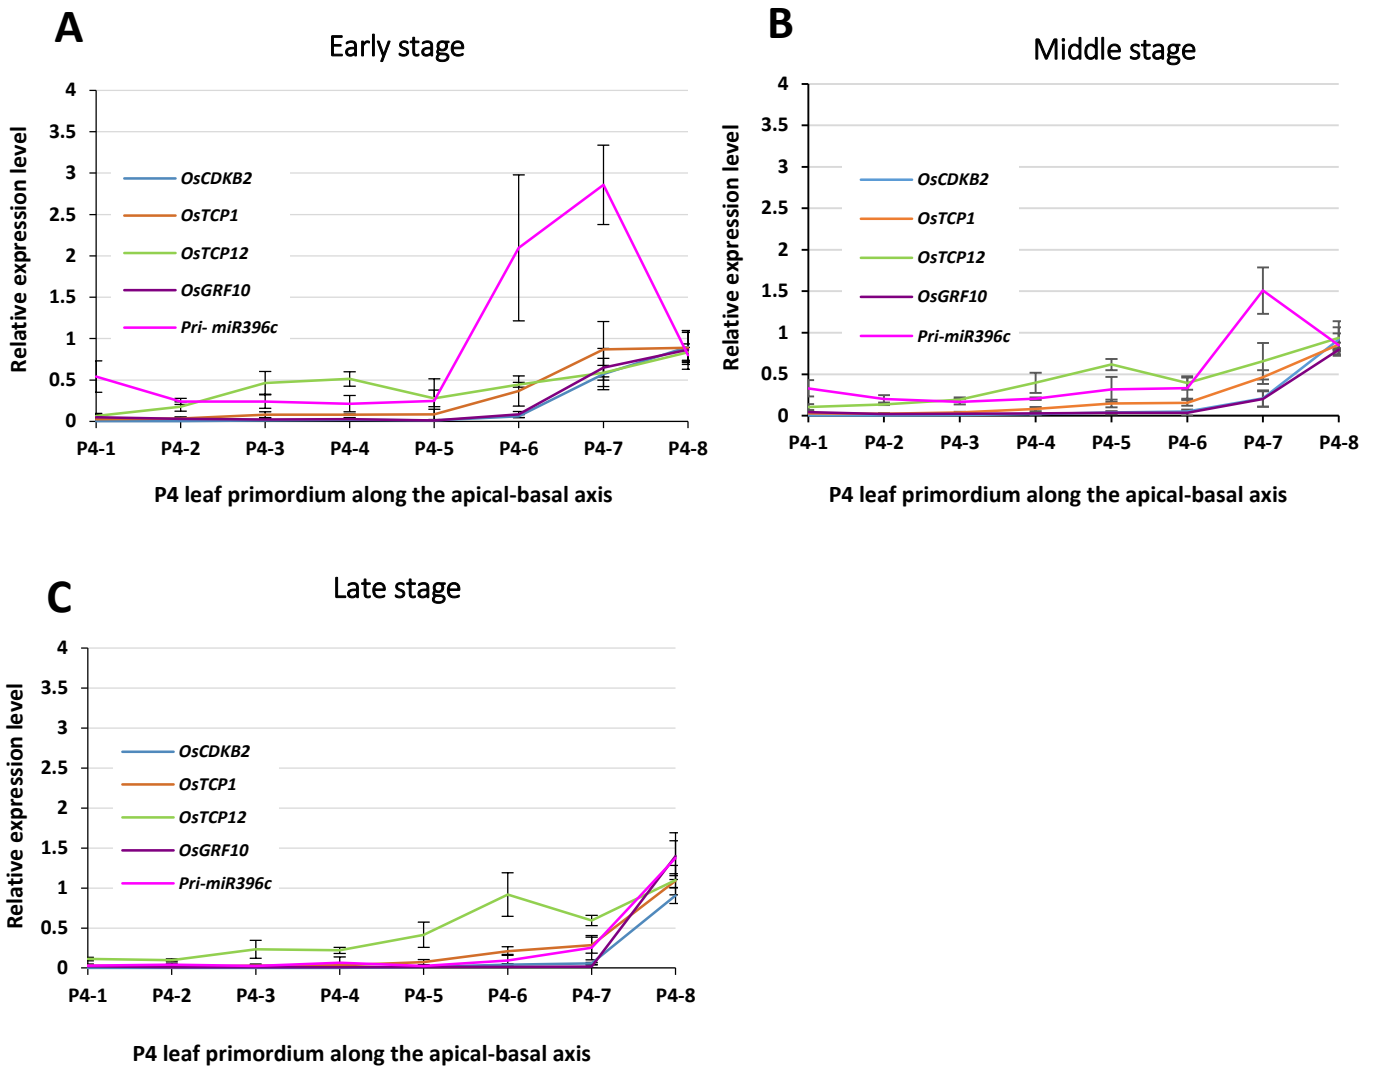 A
Early stage
Relative expression level
4
3.5
3
2.5
2
1.5
1
0.5
0
OsCDKB2
OsTCP1
OsTCP12
OsGRF10
Pri- miR396c
P4-1 P4-2 P4-3 P4-4 P4-5 P4-6 P4-7 P4-8
P4 leaf primordium along the apical-basal axis
B
Middle stage
Relative expression level
4
3.5
3
2.5
2
1.5
1
0.5
0
OsCDKB2
OsTCP1
OsTCP12
OsGRF10
Pri-miR396c
P4-1 P4-2 P4-3 P4-4 P4-5 P4-6 P4-7 P4-8
P4 leaf primordium along the apical-basal axis
C
Late stage
Relative expression level
4
3.5
3
2.5
2
1.5
1
0.5
0
OsCDKB2
OsTCP1
OsTCP12
OsGRF10
Pri-miR396c
P4-1 P4-2 P4-3 P4-4 P4-5 P4-6 P4-7 P4-8
P4 leaf primordium along the apical-basal axis